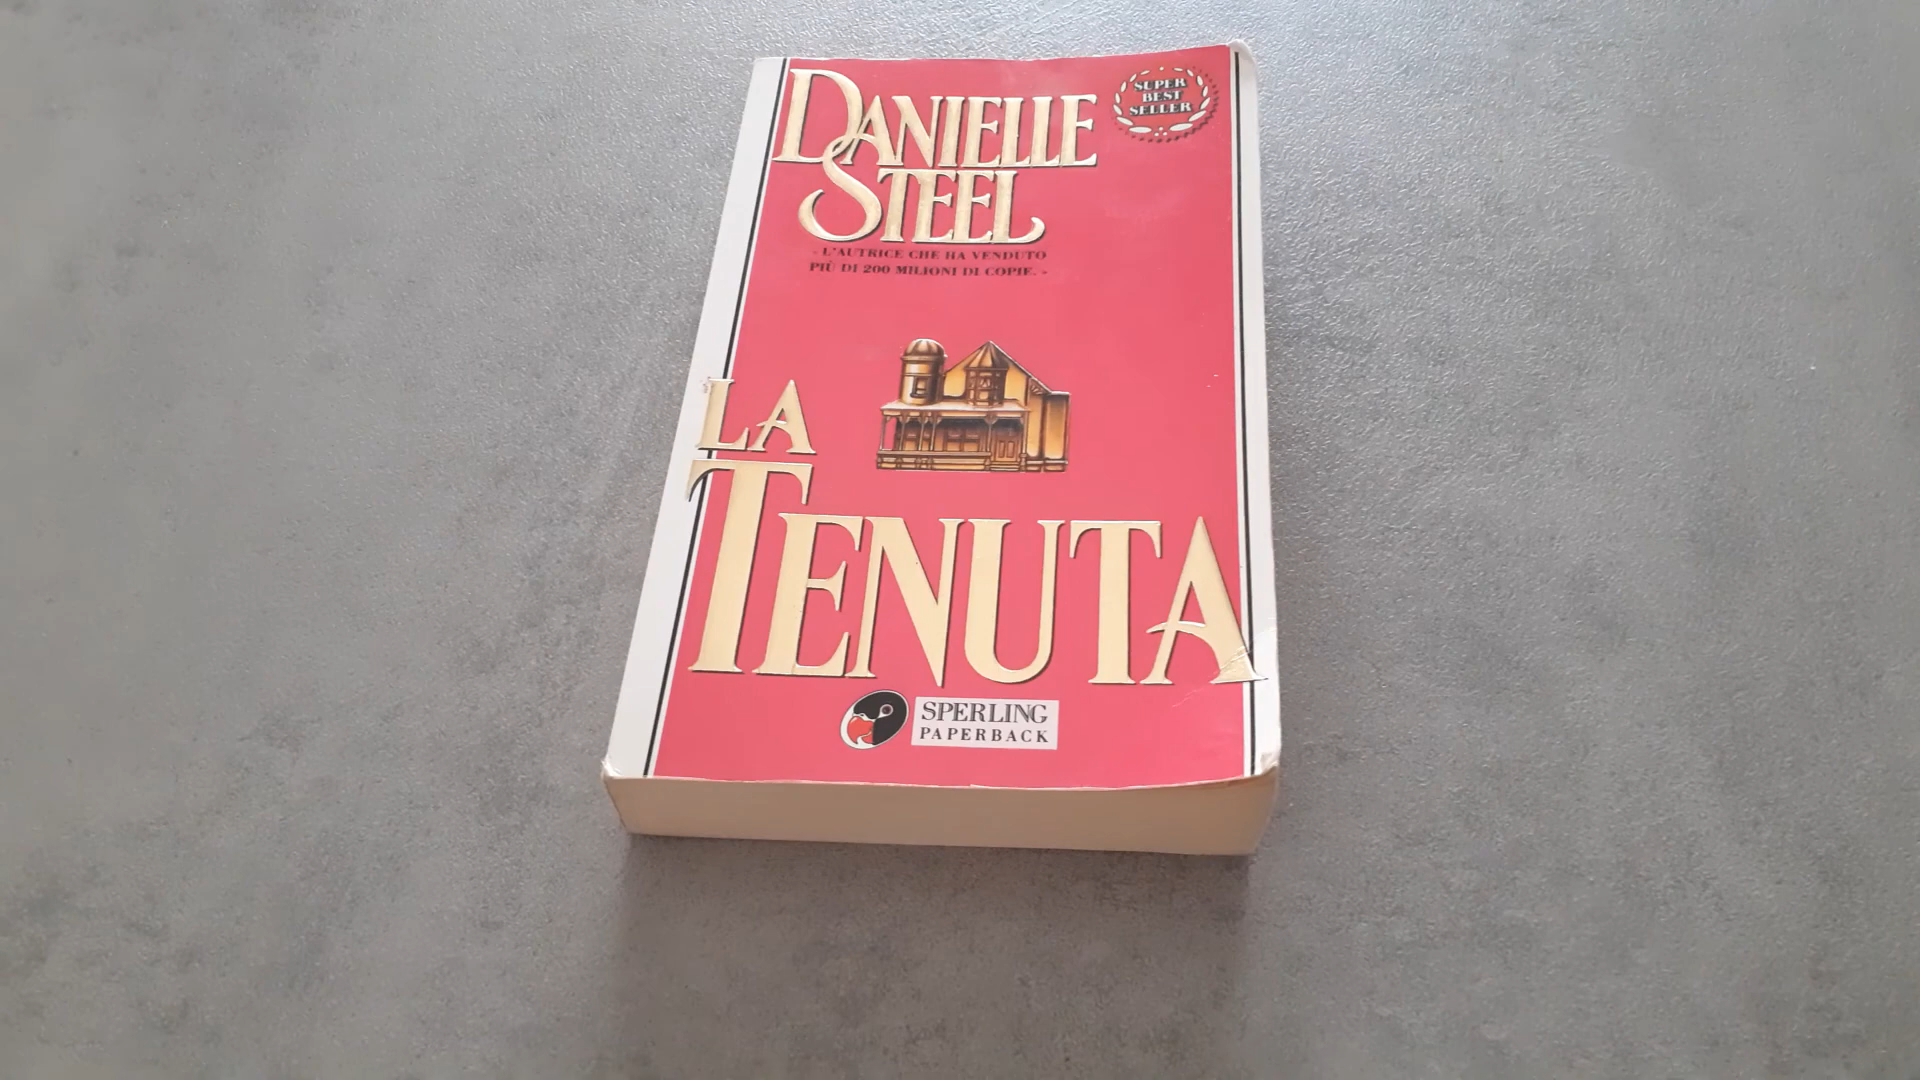 DANIELLE
STEEL
SUPER
BEST
SELLER
- L'AUTRICE CHE HA VENDUTO
PIÙ DI 200 MILIONI DI COPIE. -
LA
TENUTA
SPERLING
PAPERBACK